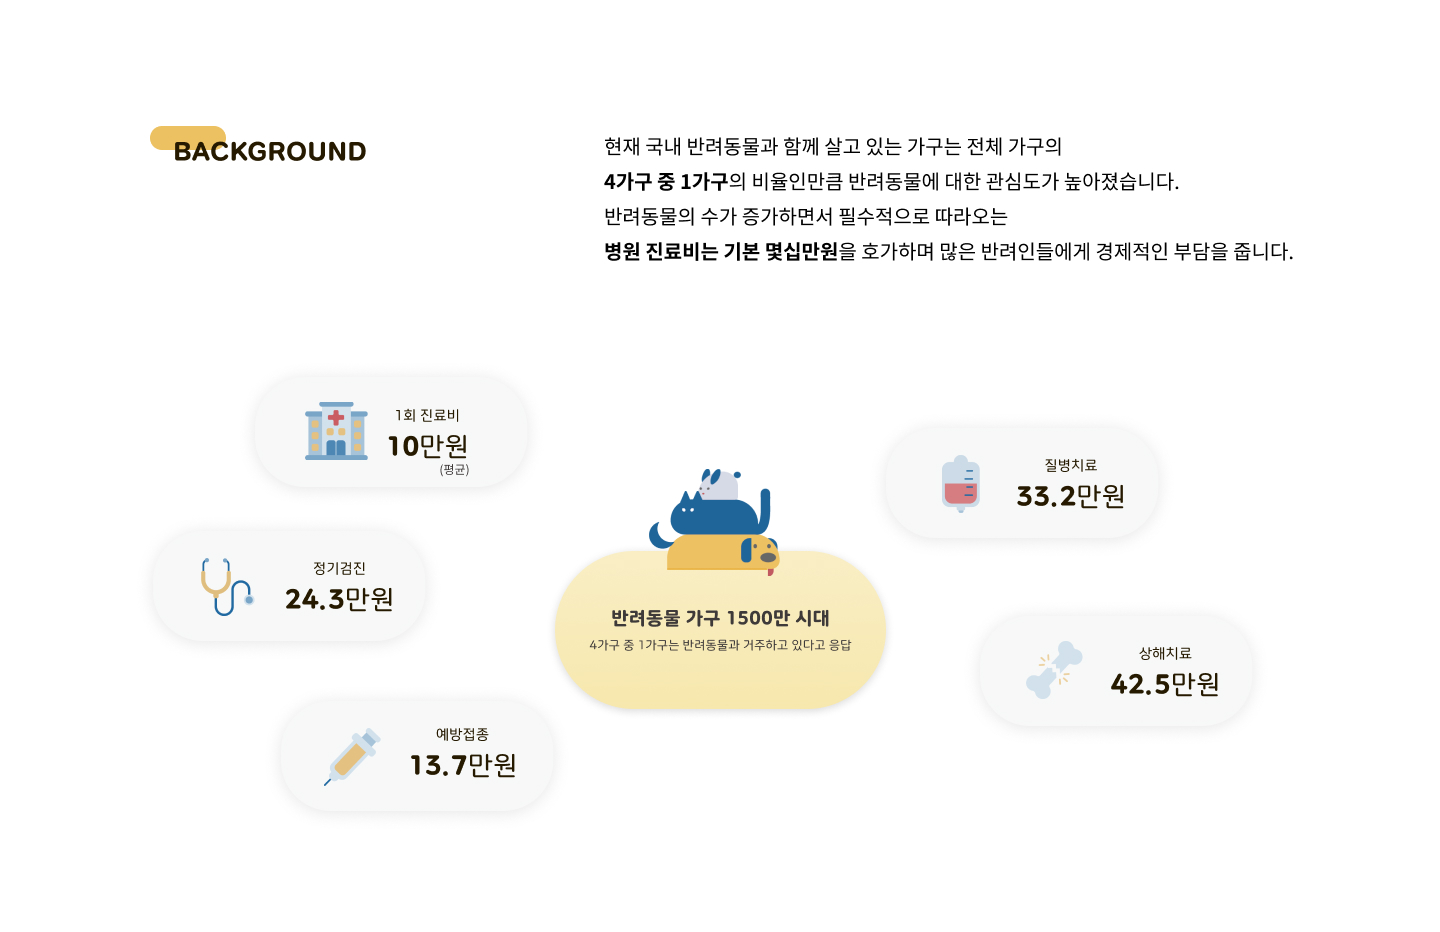 BACKGROUND
현재 국내 반려동물과 함께 살고 있는 가구는 전체 가구의
4가구 중 1가구의 비율인만큼 반려동물에 대한 관심도가 높아졌습니다.
반려동물의 수가 증가하면서 필수적으로 따라오는
병원 진료비는 기본 몇십만원을 호가하며 많은 반려인들에게 경제적인 부담을 줍니다.
1회 진료비
10만원
(평균)
정기검진
24.3만원
예방접종
13.7만원
반려동물 가구 1500만 시대
4가구 중 1가구는 반려동물과 거주하고 있다고 응답
질병치료
33.2만원
상해치료
42.5만원